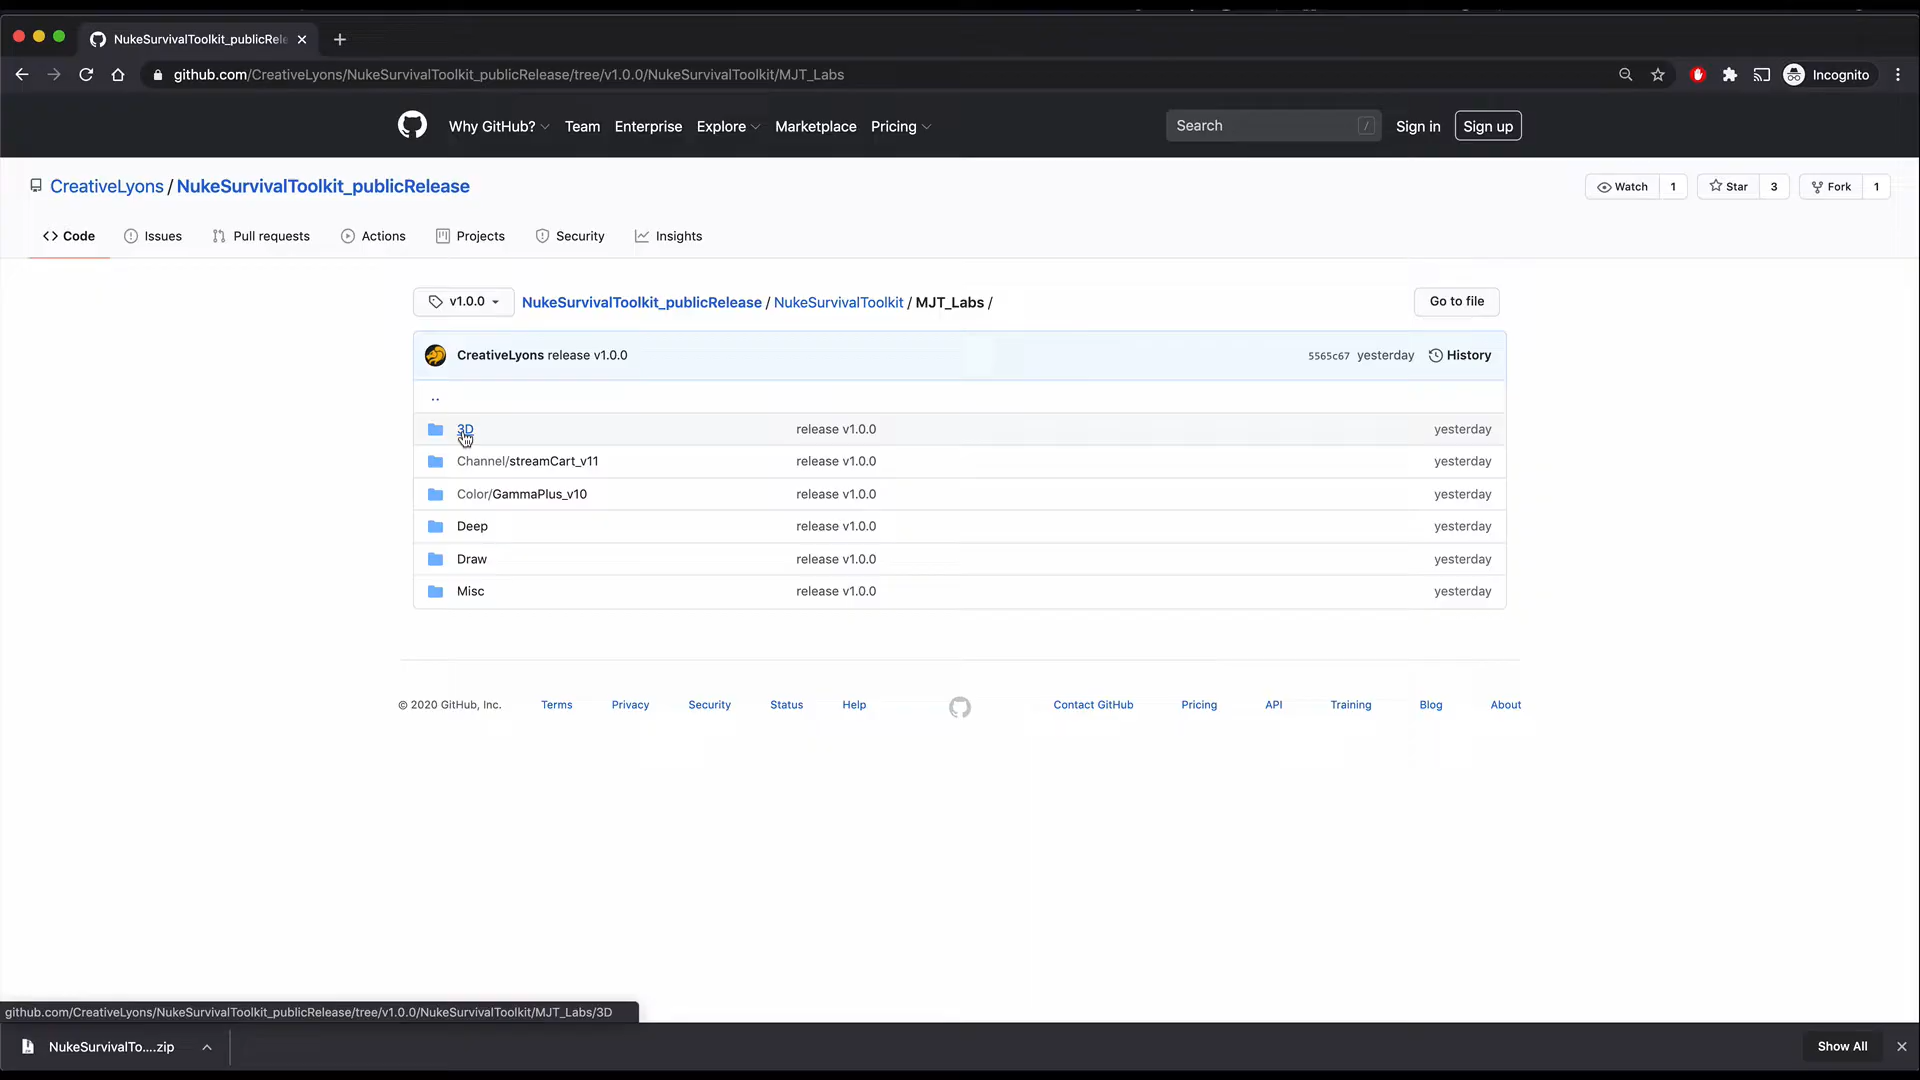 NukeSurvivalToolkit_publicRele
github.com/CreativeLyons/NukeSurvivalToolkit_publicRelease/tree/v1.0.0/NukeSurvivalToolkit/MJT_Labs
Incognito
Why GitHub? Team Enterprise Explore Marketplace Pricing
Search /
Sign in Sign up
CreativeLyons / NukeSurvivalToolkit_publicRelease
Watch 1 Star 3 Fork 1
Code Issues Pull requests Actions Projects Security Insights
v1.0.0 NukeSurvivalToolkit_publicRelease / NukeSurvivalToolkit / MJT_Labs / Go to file
CreativeLyons release v1.0.0 5565c67 yesterday History
..
3D release v1.0.0 yesterday
Channel/streamCart_v11 release v1.0.0 yesterday
Color/GammaPlus_v10 release v1.0.0 yesterday
Deep release v1.0.0 yesterday
Draw release v1.0.0 yesterday
Misc release v1.0.0 yesterday
© 2020 GitHub, Inc. Terms Privacy Security Status Help Contact GitHub Pricing API Training Blog About
github.com/CreativeLyons/NukeSurvivalToolkit_publicRelease/tree/v1.0.0/NukeSurvivalToolkit/MJT_Labs/3D
NukeSurvivalTo....zip Show All